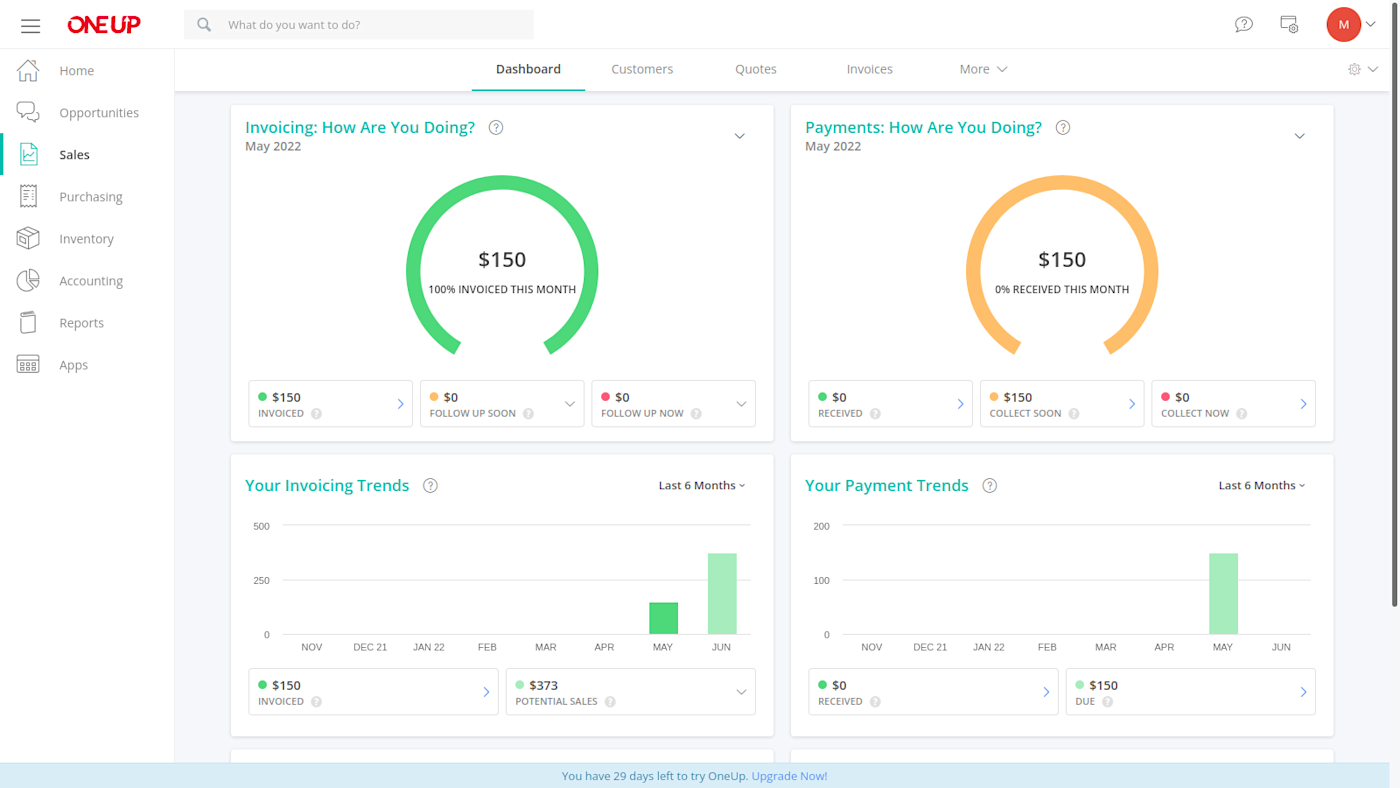 ONE UP
What do you want to do?
M
Home
Opportunities
Sales
Purchasing
Inventory
Accounting
Reports
Apps
Dashboard
Customers
Quotes
Invoices
More
Invoicing: How Are You Doing? ?
May 2022
$150
100% INVOICED THIS MONTH
$150
INVOICED ?
$0
FOLLOW UP SOON ?
$0
FOLLOW UP NOW ?
Payments: How Are You Doing? ?
May 2022
$150
0% RECEIVED THIS MONTH
$0
RECEIVED ?
$150
COLLECT SOON ?
$0
COLLECT NOW ?
Your Invoicing Trends ?
Last 6 Months
500
250
0
NOV DEC 21 JAN 22 FEB MAR APR MAY JUN
$150
INVOICED ?
$373
POTENTIAL SALES ?
Your Payment Trends ?
Last 6 Months
200
100
0
NOV DEC 21 JAN 22 FEB MAR APR MAY JUN
$0
RECEIVED ?
$150
DUE ?
You have 29 days left to try OneUp. Upgrade Now!